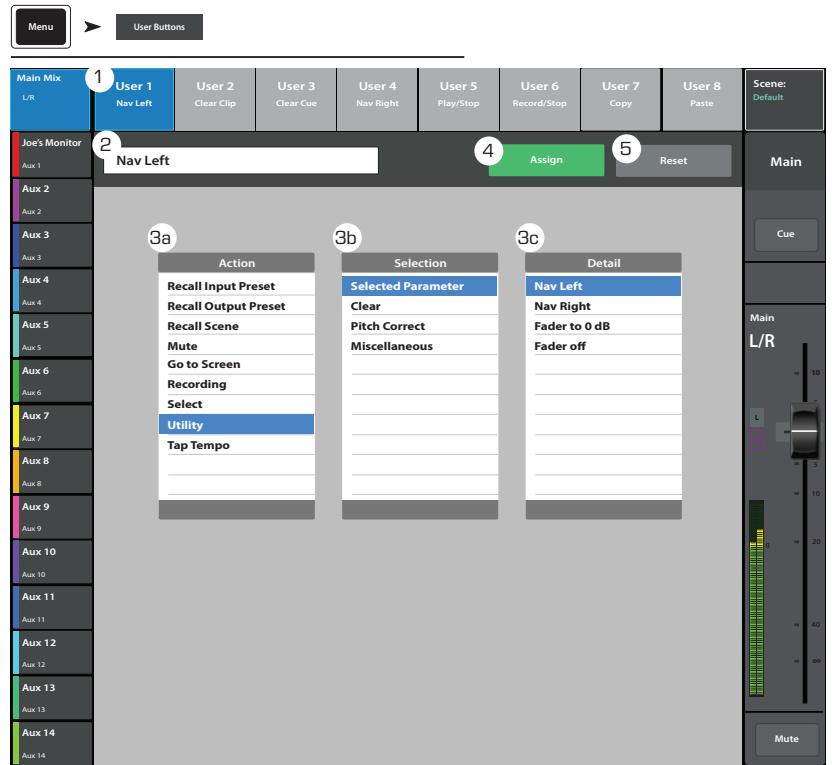 Menu
User Buttons
Main Mix
L/R
1
User 1
Nav Left
User 2
Clear Clip
User 3
Clear Cue
User 4
Nav Right
User 5
Play/Stop
User 6
Record/Stop
User 7
Copy
User 8
Paste
Scene:
Default
2
Nav Left
4
Assign
5
Reset
Joe's Monitor
Aux 1
Aux 2
Aux 2
Aux 3
Aux 3
Aux 4
Aux 4
Aux 5
Aux 5
Aux 6
Aux 6
Aux 7
Aux 7
Aux 8
Aux 8
Aux 9
Aux 9
Aux 10
Aux 10
Aux 11
Aux 11
Aux 12
Aux 12
Aux 13
Aux 13
Aux 14
Aux 14
3a
Action
Recall Input Preset
Recall Output Preset
Recall Scene
Mute
Go to Screen
Recording
Select
Utility
Tap Tempo
3b
Selection
Selected Parameter
Clear
Pitch Correct
Miscellaneous
3c
Detail
Nav Left
Nav Right
Fader to 0 dB
Fader off
Main
Cue
Main
L/R
10
L
5
10
20
40
∞
Mute